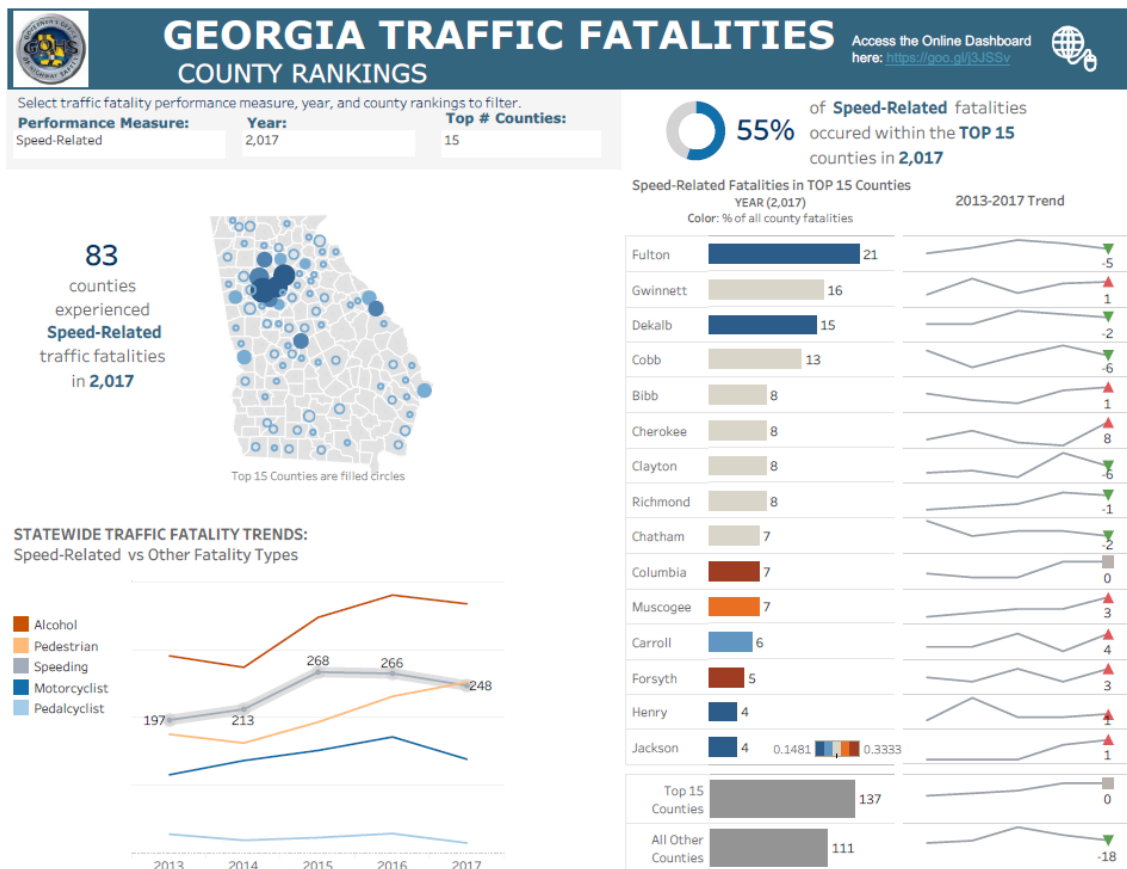 GOVERNOR'S OFFICE
GOHS
OF HIGHWAY SAFETY
GEORGIA TRAFFIC FATALITIES
COUNTY RANKINGS
Access the Online Dashboard
here: https://goo.gl/j3JSSv
Select traffic fatality performance measure, year, and county rankings to filter.
Performance Measure: Year: Top # Counties:
Speed-Related 2,017 15
55%
of Speed-Related fatalities
occured within the TOP 15
counties in 2,017
83
counties
experienced
Speed-Related
traffic fatalities
in 2,017
Top 15 Counties are filled circles
Speed-Related Fatalities in TOP 15 Counties
YEAR (2,017)
Color: % of all county fatalities
2013-2017 Trend
Fulton 21 -5
Gwinnett 16 1
Dekalb 15 -2
Cobb 13 -6
Bibb 8 1
Cherokee 8 8
Clayton 8 -6
Richmond 8 -1
Chatham 7 -2
Columbia 7 0
Muscogee 7 3
Carroll 6 4
Forsyth 5 3
Henry 4 1
Jackson 4 0.1481 0.3333 1
Top 15
Counties 137 0
All Other
Counties 111 -18
STATEWIDE TRAFFIC FATALITY TRENDS:
Speed-Related vs Other Fatality Types
Alcohol
Pedestrian
Speeding
Motorcyclist
Pedalcyclist
197 213 268 266 248
2013 2014 2015 2016 2017